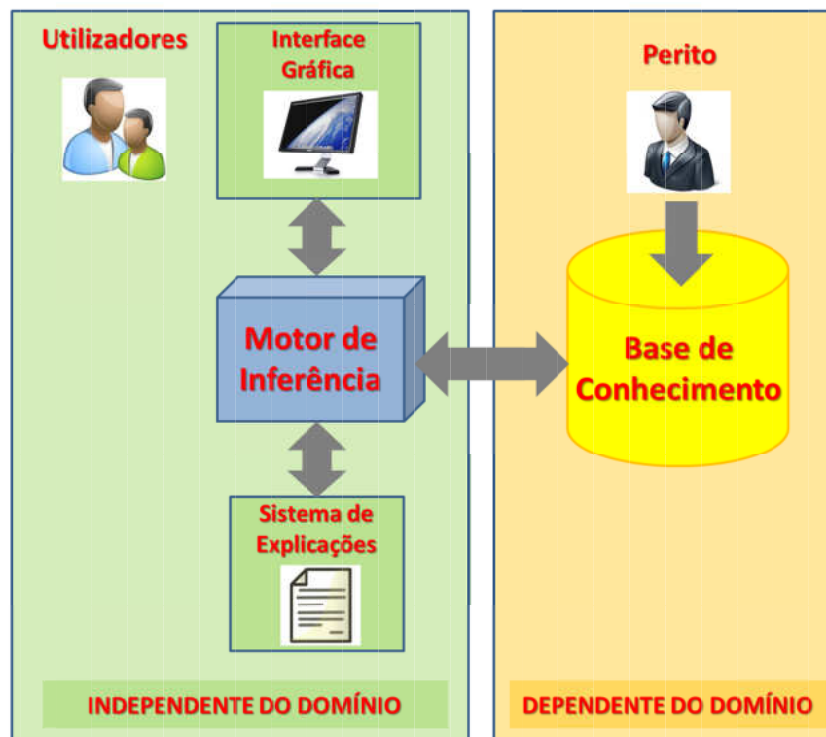 Utilizadores
Interface
Gráfica
Perito
Motor de
Inferência
Base de
Conhecimento
Sistema de
Explicações
INDEPENDENTE DO DOMÍNIO
DEPENDENTE DO DOMÍNIO